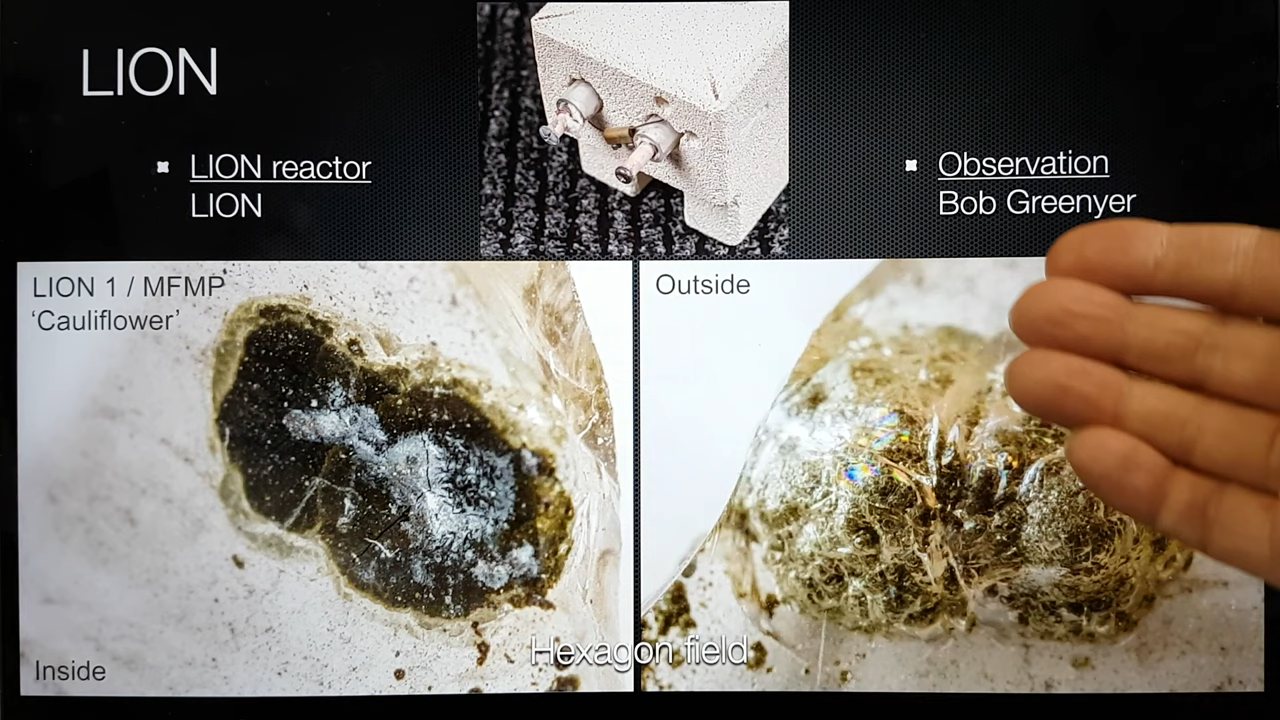 LION
LION reactor
LION
Observation
Bob Greenyer
LION 1 / MFMP
‘Cauliflower’
Outside
Inside
Hexagon field